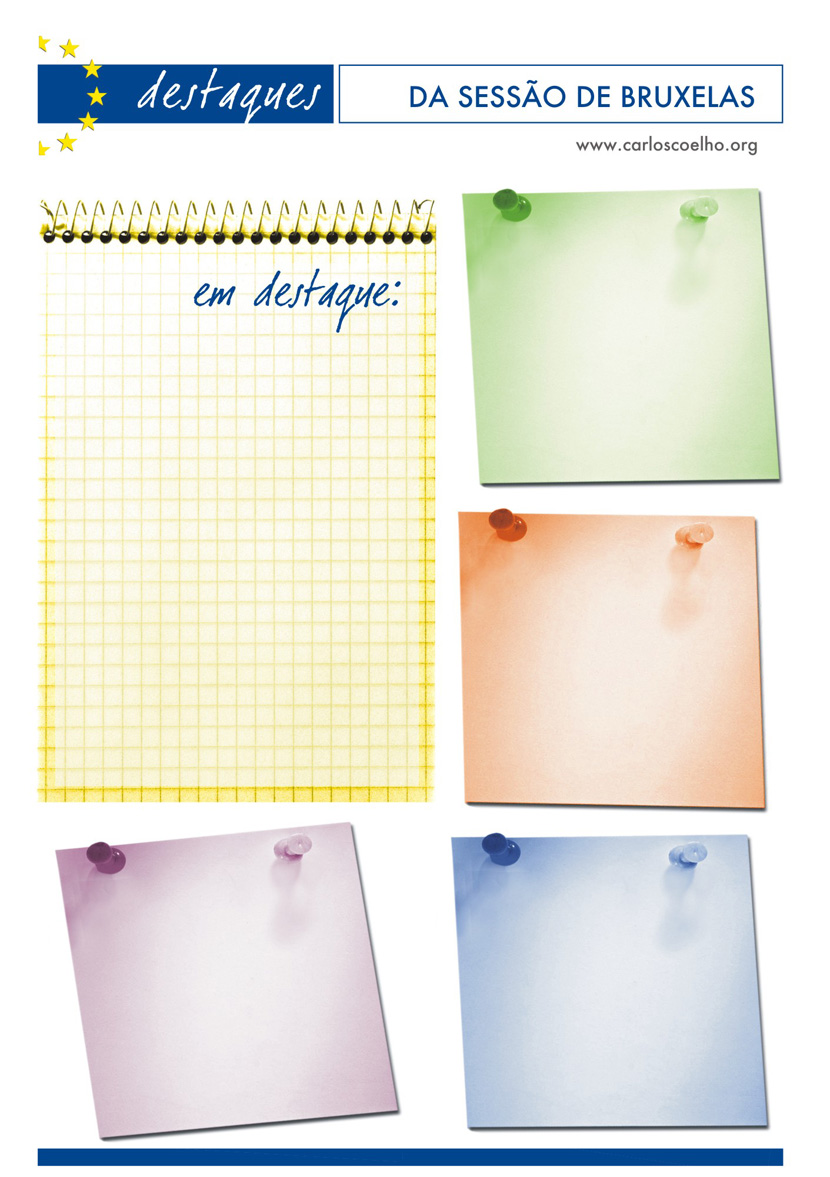 destaques
DA SESSÃO DE BRUXELAS
www.carloscoelho.org
em destaque: